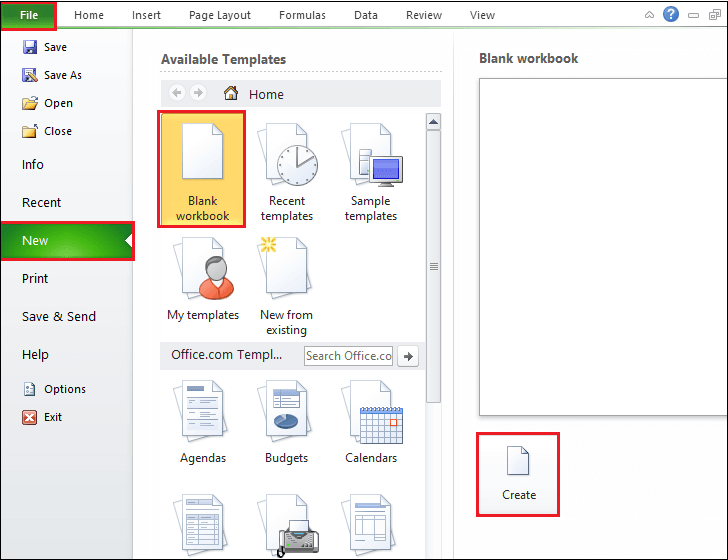 File Home Insert Page Layout Formulas Data Review View
Save
Save As
Open
Close
Info
Recent
New
Print
Save & Send
Help
Options
Exit
Available Templates
Home
Blank
workbook
Recent
templates
Sample
templates
My templates
New from
existing
Office.com Templ...
Search Office.co
Agendas
Budgets
Calendars
Blank workbook
Create